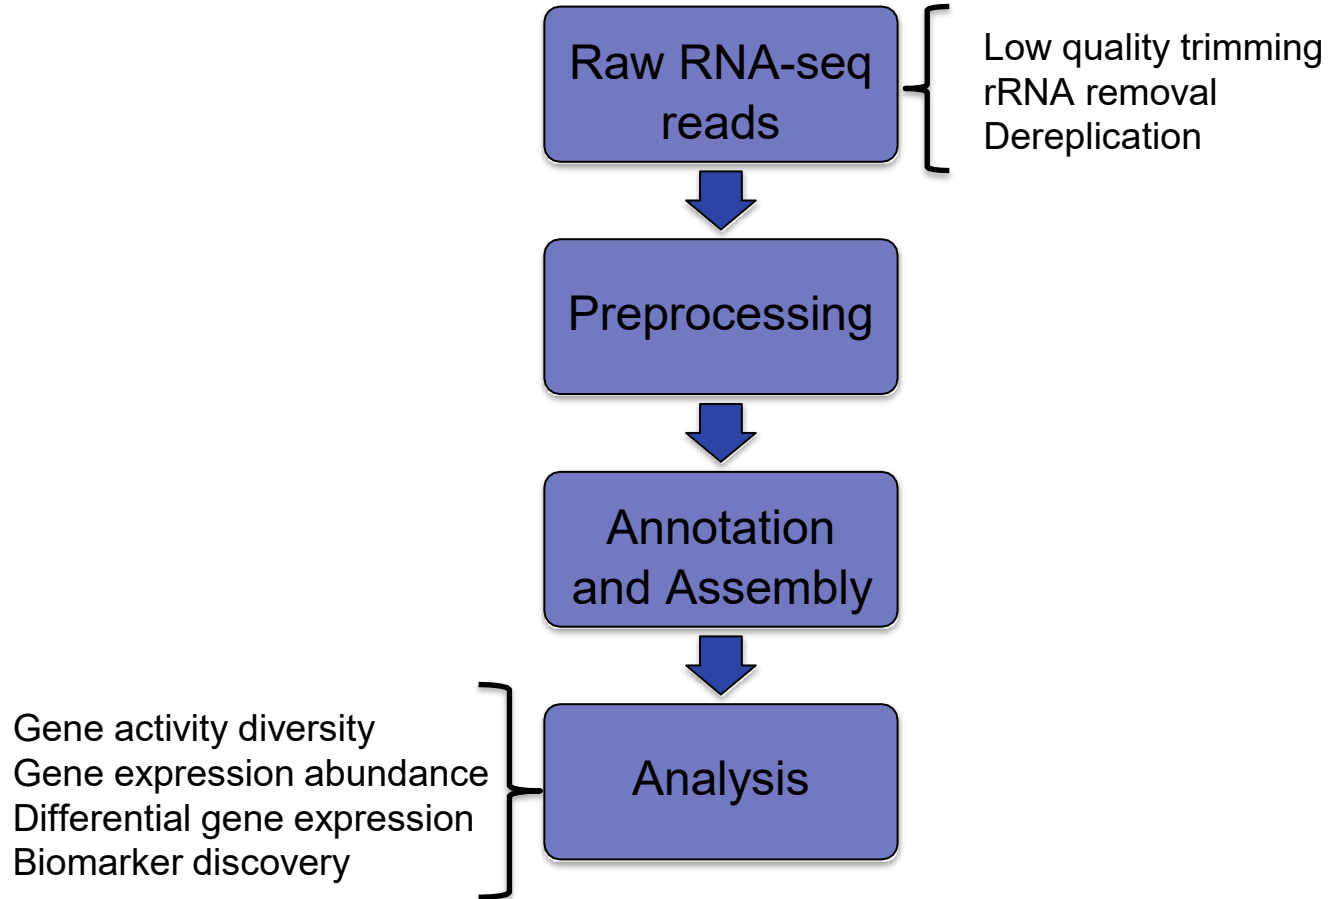 Raw RNA-seq
reads
Low quality trimming
rRNA removal
Dereplication
Preprocessing
Annotation
and Assembly
Gene activity diversity
Gene expression abundance
Differential gene expression
Biomarker discovery
Analysis